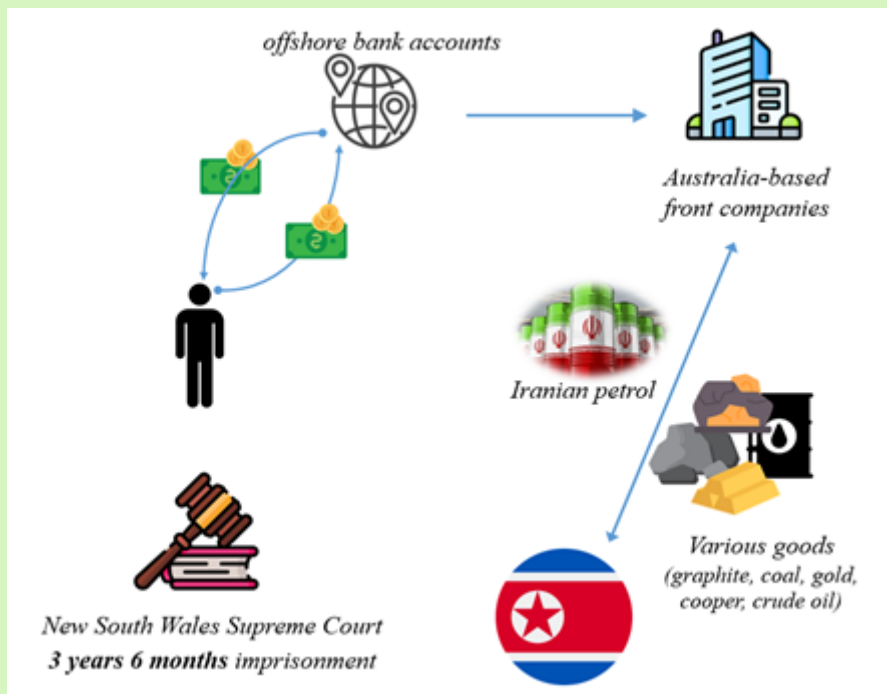 offshore bank accounts
Australia-based
front companies
Iranian petrol
Various goods
(graphite, coal, gold,
cooper, crude oil)
New South Wales Supreme Court
3 years 6 months imprisonment